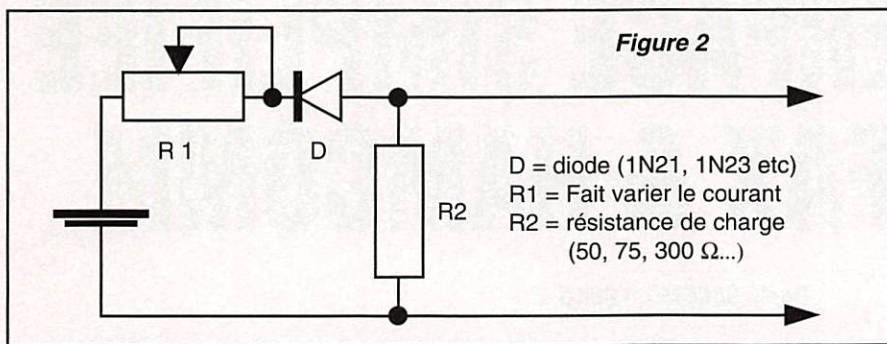 Figure 2
R 1
D
R2
D = diode (1N21, 1N23 etc)
R1 = Fait varier le courant
R2 = résistance de charge
(50, 75, 300 Ω...)